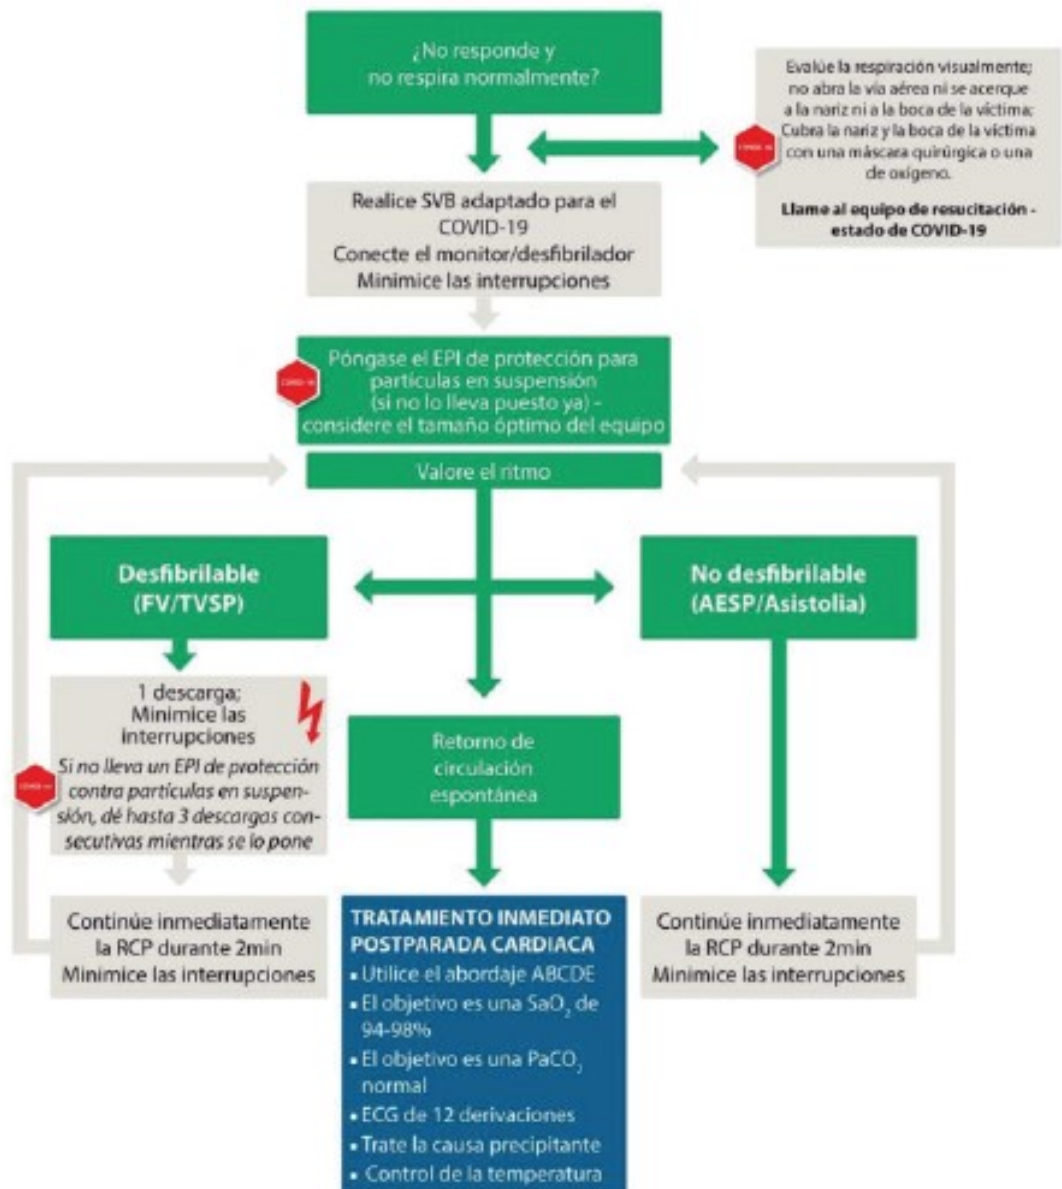 ¿No responde y
no respira normalmente?
Evalúe la respiración visualmente;
no abra la vía aérea ni se acerque
a la nariz ni a la boca de la víctima;
Cubra la nariz y la boca de la víctima
con una máscara quirúrgica o una
de oxígeno.
Llame al equipo de resucitación -
estado de COVID-19
Realice SVB adaptado para el
COVID-19
Conecte el monitor/desfibrilador
Minimice las interrupciones
Póngase el EPI de protección para
partículas en suspensión
(si no lo lleva puesto ya) -
considere el tamaño óptimo del equipo
Valore el ritmo
Desfibrilable
(FV/TVSP)
No desfibrilable
(AESP/Asistolia)
1 descarga;
Minimice las
interrupciones
Si no lleva un EPI de protección
contra partículas en suspen-
sión, dé hasta 3 descargas con-
secutivas mientras se lo pone
Retorno de
circulación
espontánea
Continúe inmediatamente
la RCP durante 2min
Minimice las interrupciones
TRATAMIENTO INMEDIATO
POSTPARADA CARDIACA
▪ Utilice el abordaje ABCDE
▪ El objetivo es una SaO₂ de
94-98%
▪ El objetivo es una PaCO₂
normal
▪ ECG de 12 derivaciones
▪ Trate la causa precipitante
▪ Control de la temperatura
Continúe inmediatamente
la RCP durante 2min
Minimice las interrupciones